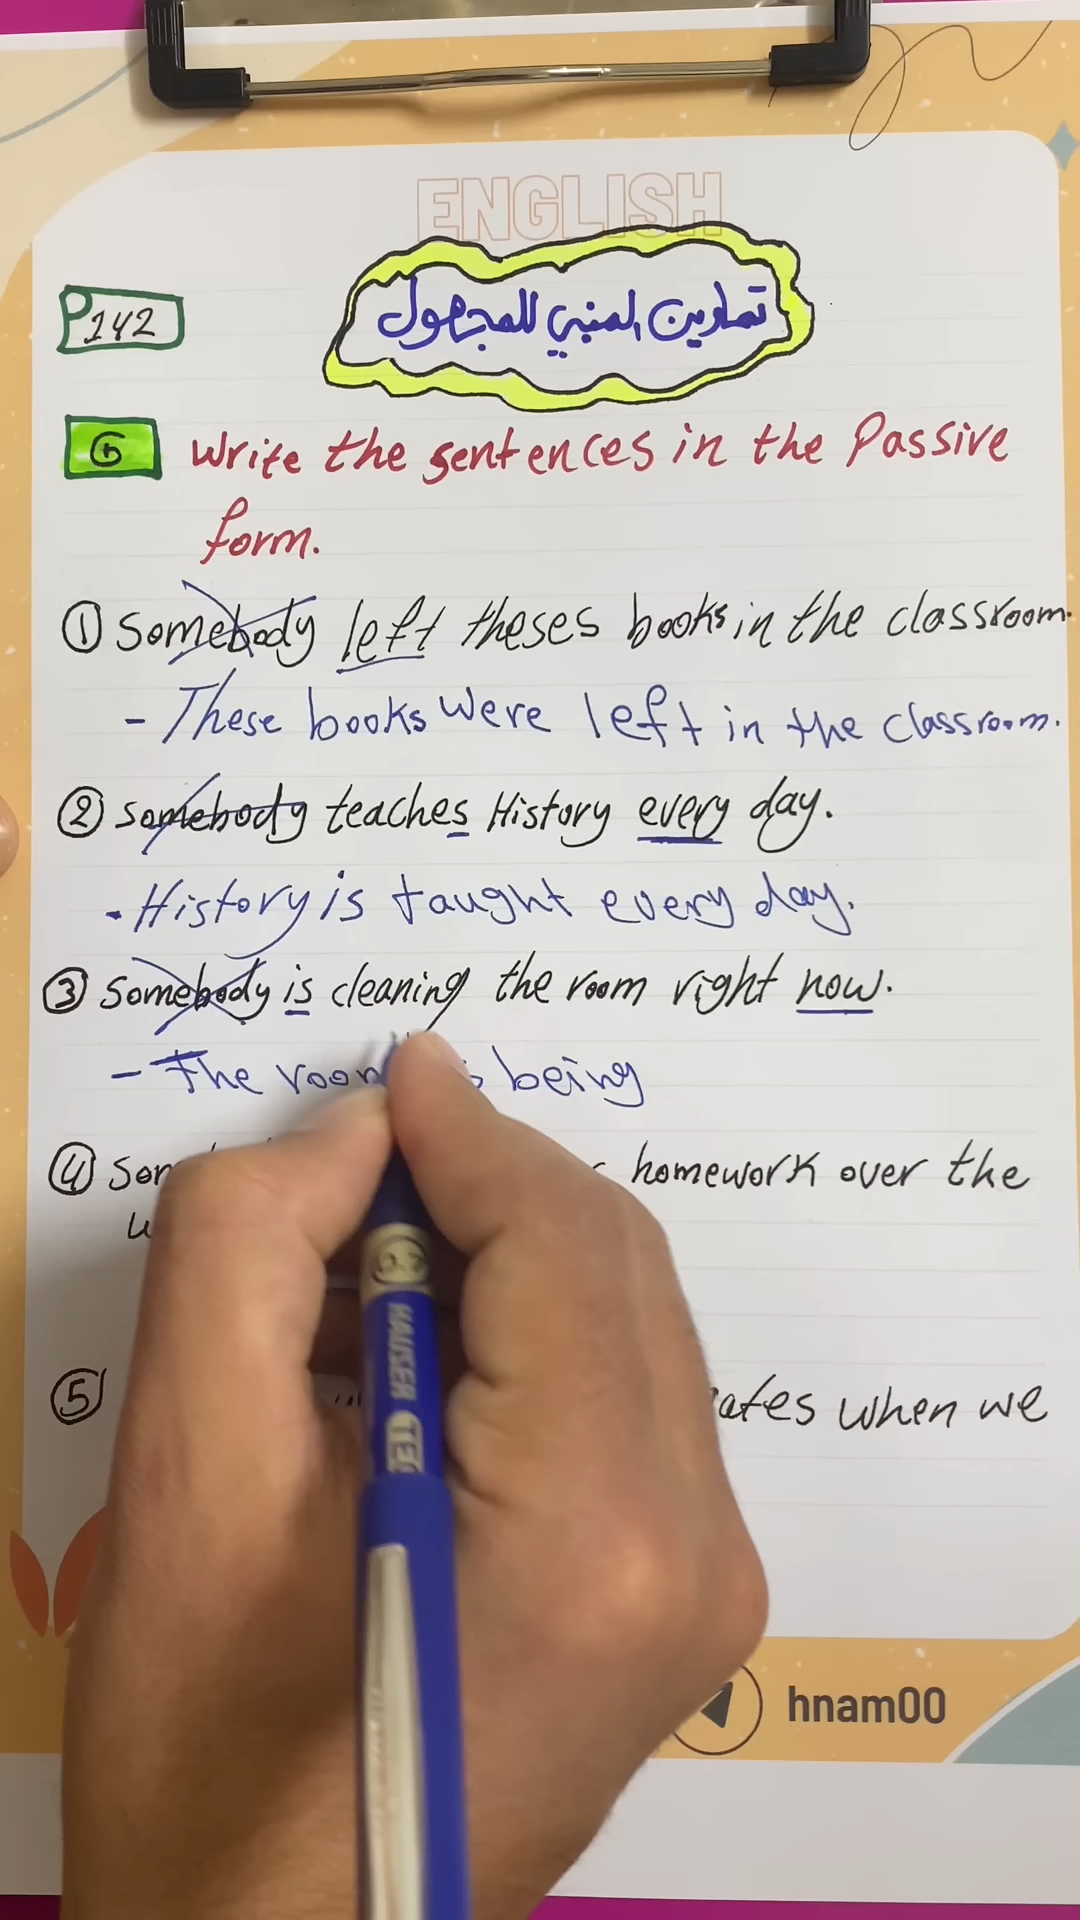 ENGLISH
تمارين المبني للمجهول
P142
G Write the sentences in the Passive
form.
① Somebody left theses books in the classroom.
- These books were left in the classroom.
② Somebody teaches History every day.
- History is taught every day.
③ Somebody is cleaning the room right now.
- The room is being
④ homework over the
⑤ when we
HAUSER
hnam00